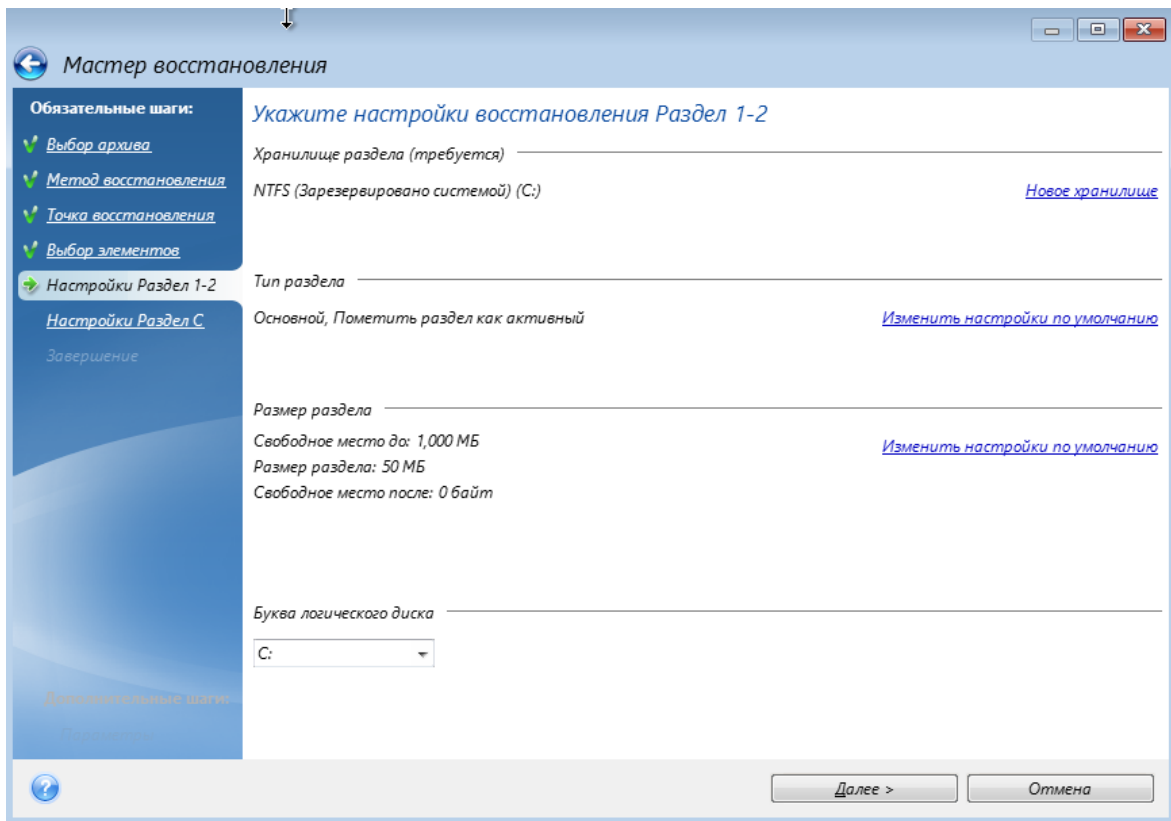 Мастер восстановления
Обязательные шаги:
Выбор архива
Метод восстановления
Точка восстановления
Выбор элементов
Настройки Раздел 1-2
Настройки Раздел C
Завершение
Укажите настройки восстановления Раздел 1-2
Хранилище раздела (требуется)
NTFS (Зарезервировано системой) (C:) Новое хранилище
Тип раздела
Основной, Пометить раздел как активный Изменить настройки по умолчанию
Размер раздела
Свободное место до: 1,000 МБ
Изменить настройки по умолчанию
Размер раздела: 50 МБ
Свободное место после: 0 байт
Буква логического диска
C:
шаги:
Далее > Отмена